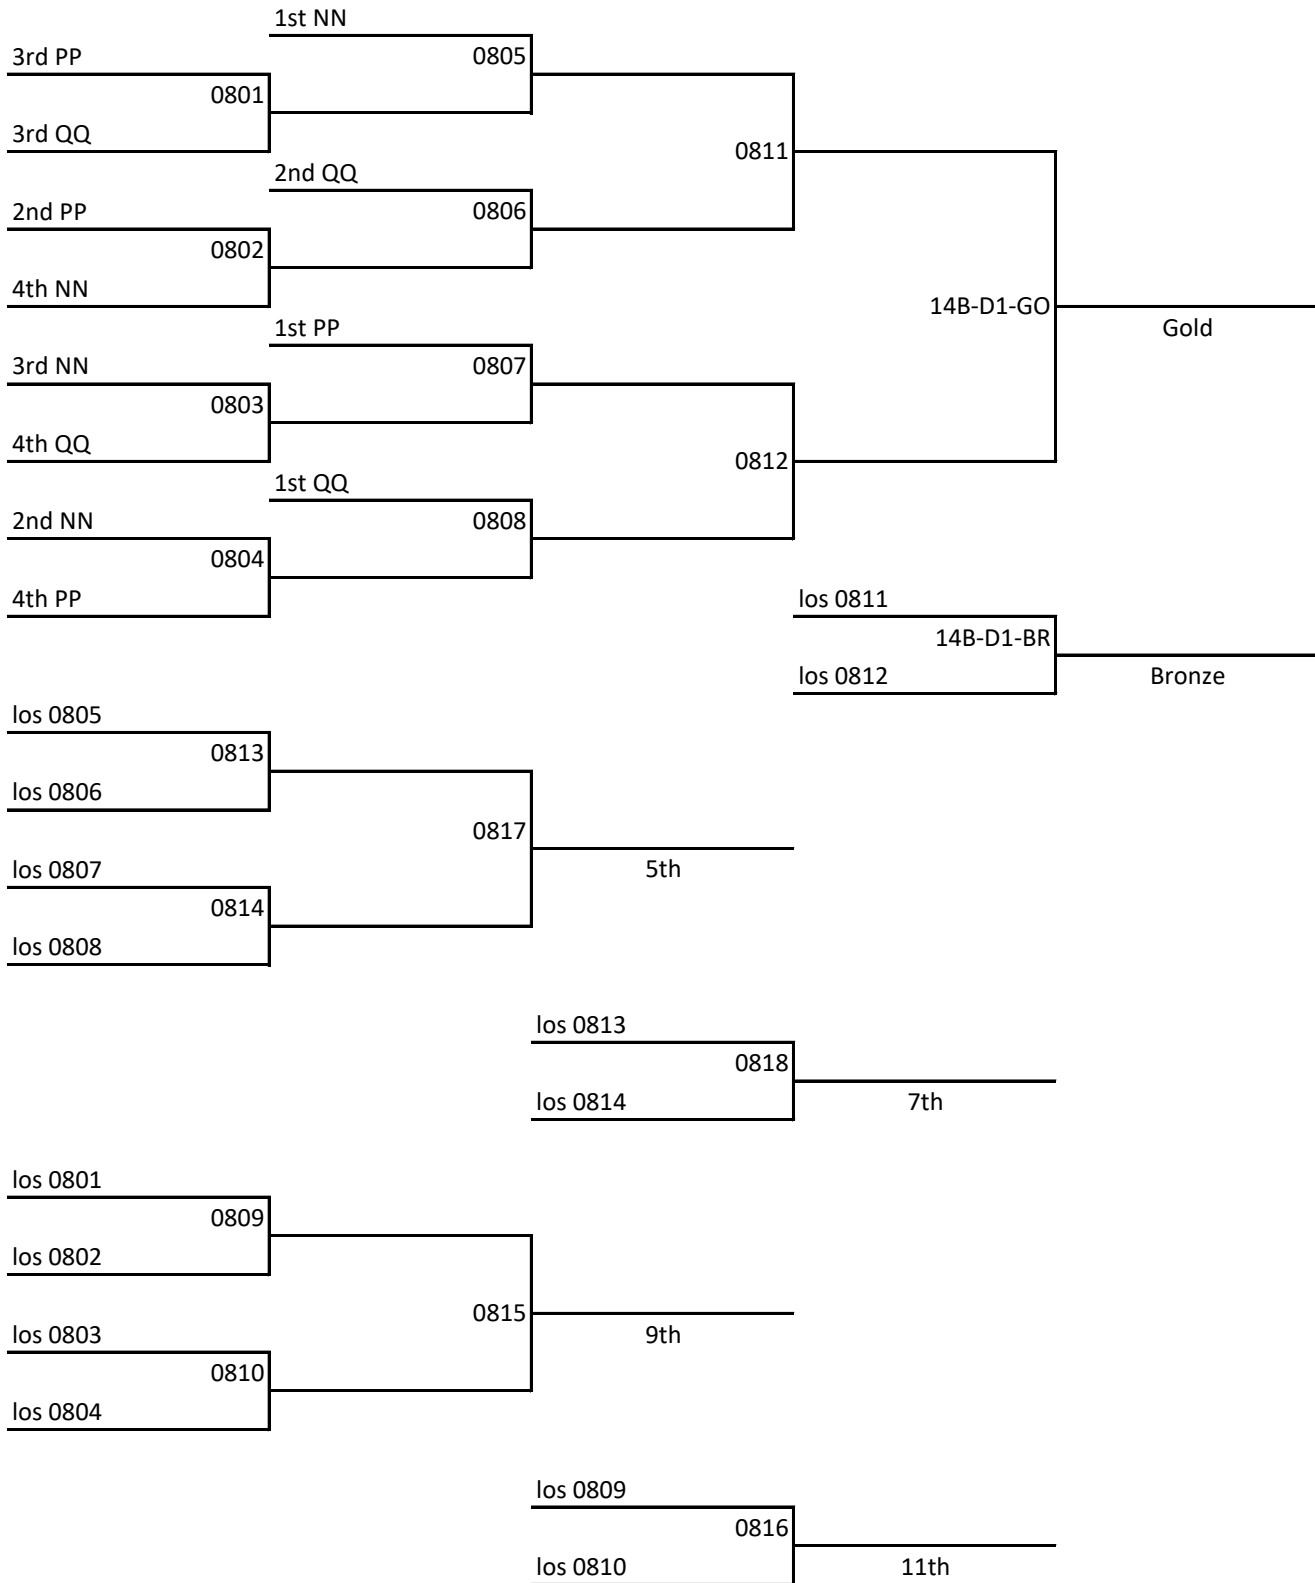 1st NN
3rd PP
0805
0801
3rd QQ
0811
2nd QQ
2nd PP
0806
0802
4th NN
14B-D1-GO
Gold
1st PP
3rd NN
0807
0803
4th QQ
0812
1st QQ
2nd NN
0808
0804
4th PP
los 0811
14B-D1-BR
los 0812
Bronze
los 0805
0813
los 0806
0817
los 0807
5th
0814
los 0808
los 0813
0818
los 0814
7th
los 0801
0809
los 0802
0815
los 0803
9th
0810
los 0804
los 0809
0816
los 0810
11th